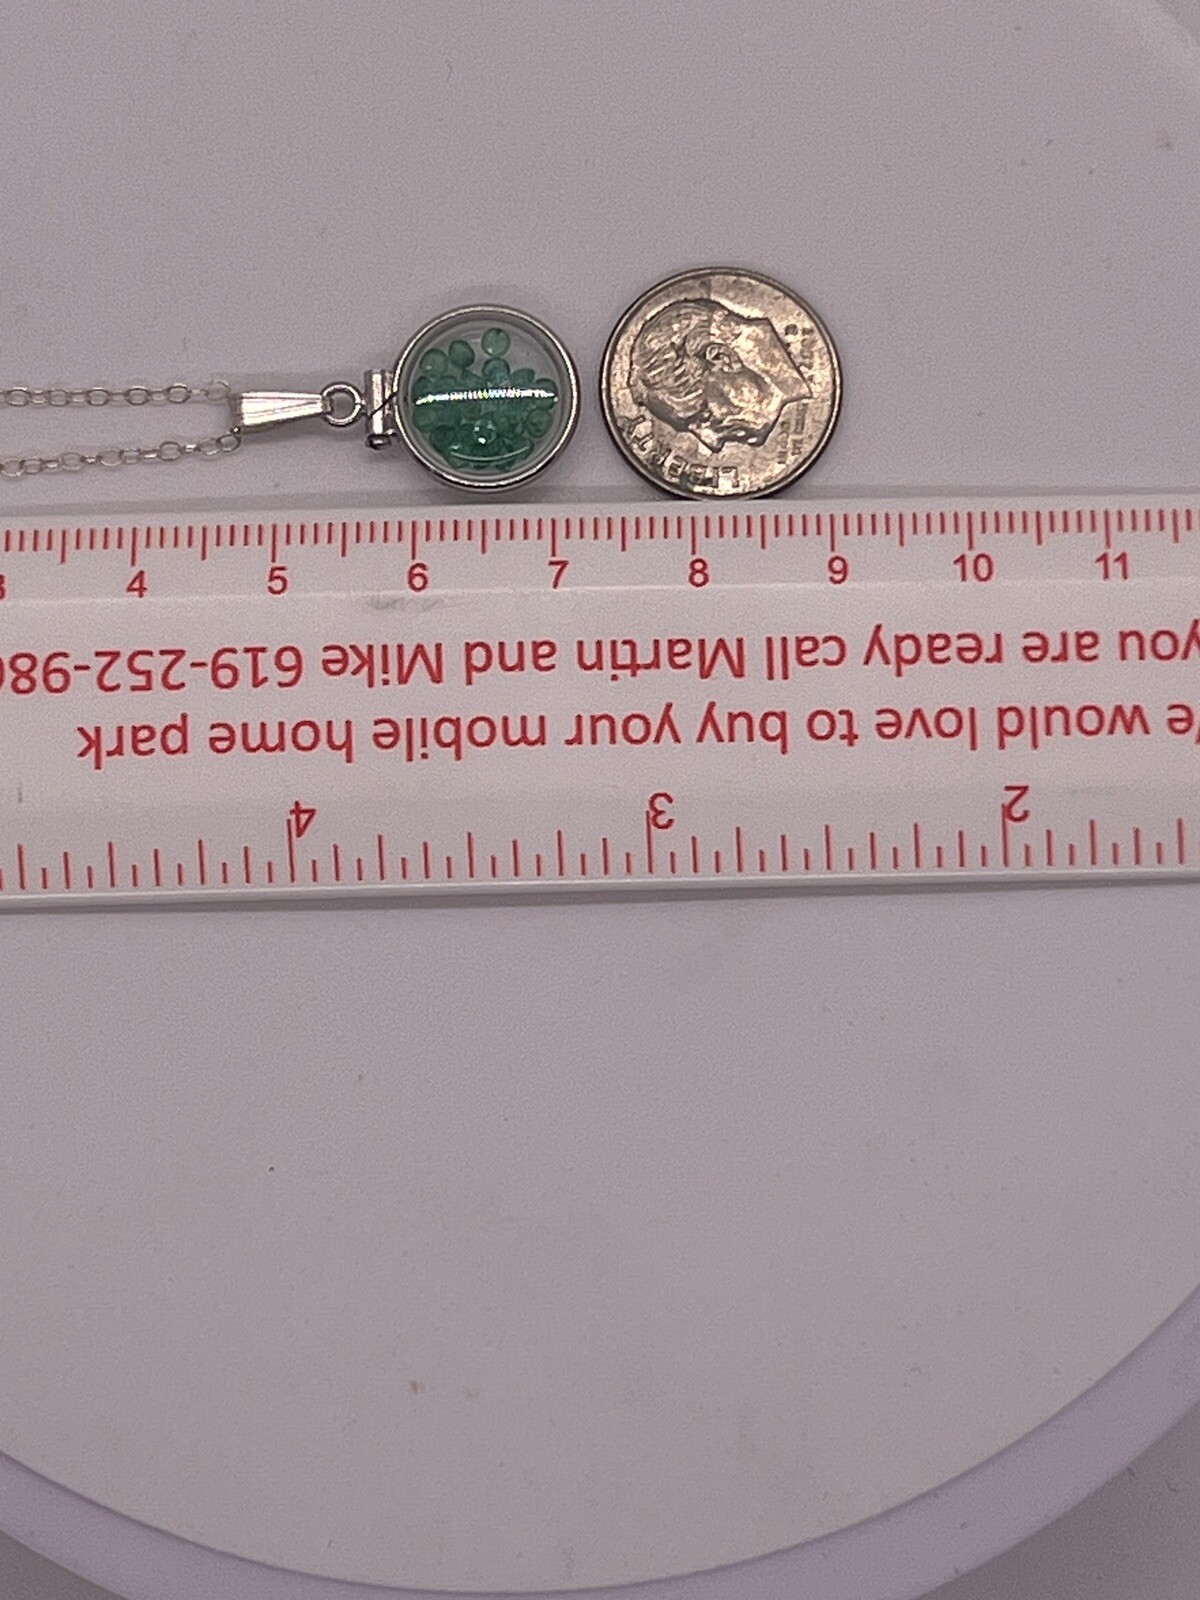 LIBERTY
3 4 5 6 7 8 9 10 11
e would love to buy your mobile home park
you are ready call Martin and Mike 619-252-98
2 3 4